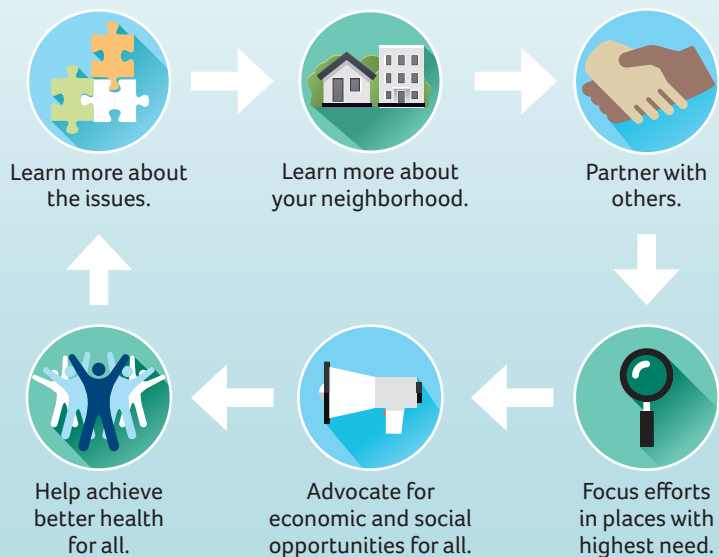 Learn more about
the issues.
Learn more about
your neighborhood.
Partner with
others.
Focus efforts
in places with
highest need.
Advocate for
economic and social
opportunities for all.
Help achieve
better health
for all.